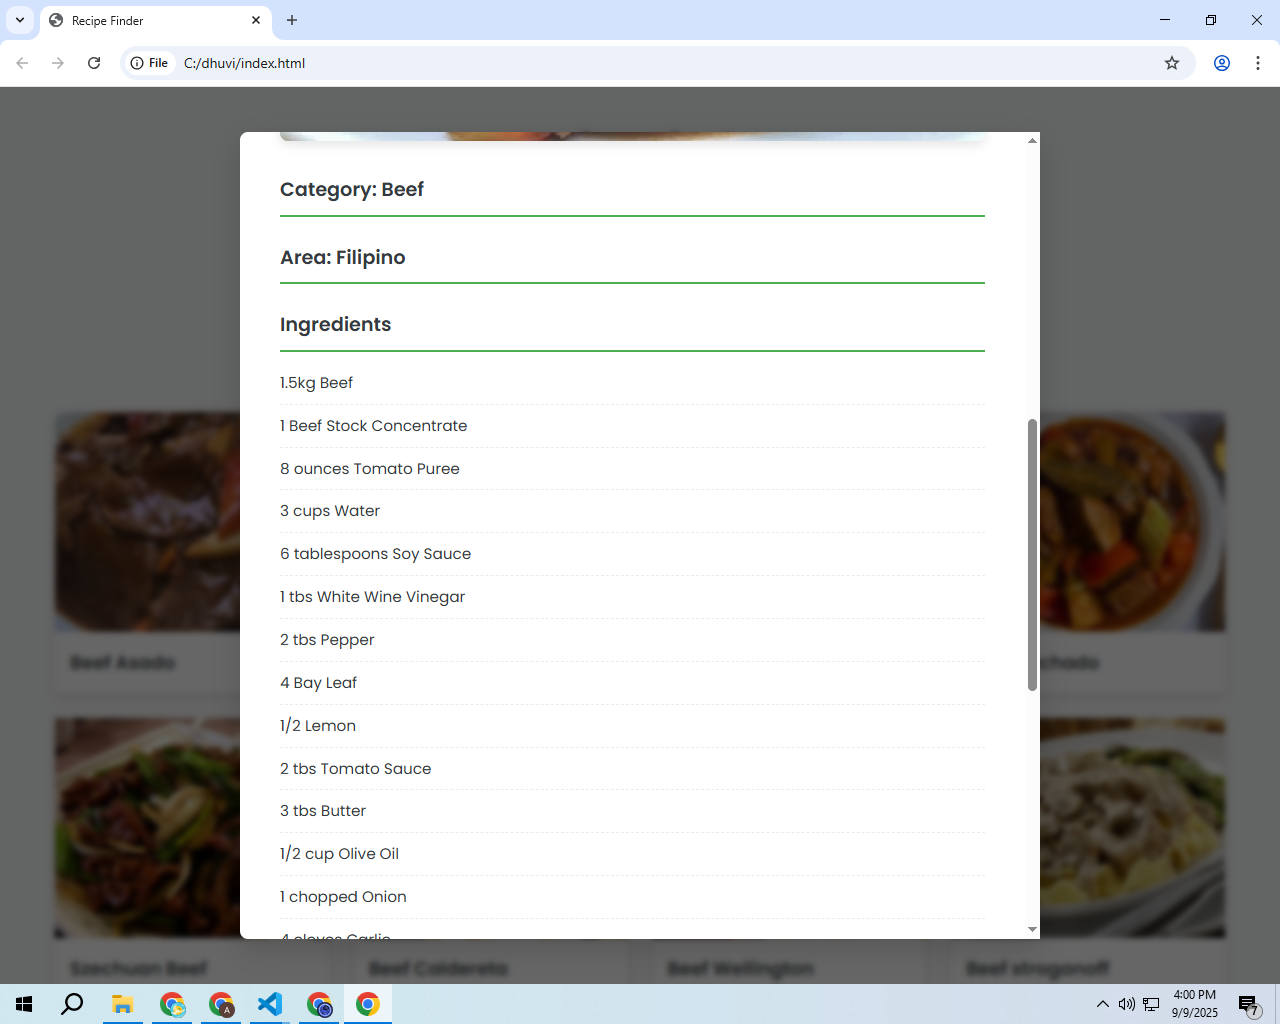 Recipe Finder
File
C:/dhuvi/index.html
Category: Beef
Area: Filipino
Ingredients
1.5kg Beef
1 Beef Stock Concentrate
8 ounces Tomato Puree
3 cups Water
6 tablespoons Soy Sauce
1 tbs White Wine Vinegar
2 tbs Pepper
4 Bay Leaf
1/2 Lemon
2 tbs Tomato Sauce
3 tbs Butter
1/2 cup Olive Oil
1 chopped Onion
4 cloves Garlic
Beef Asado
chado
Szechuan Beef
Beef Caldereta
Beef Wellington
Beef stroganoff
A
4:00 PM
9/9/2025
7